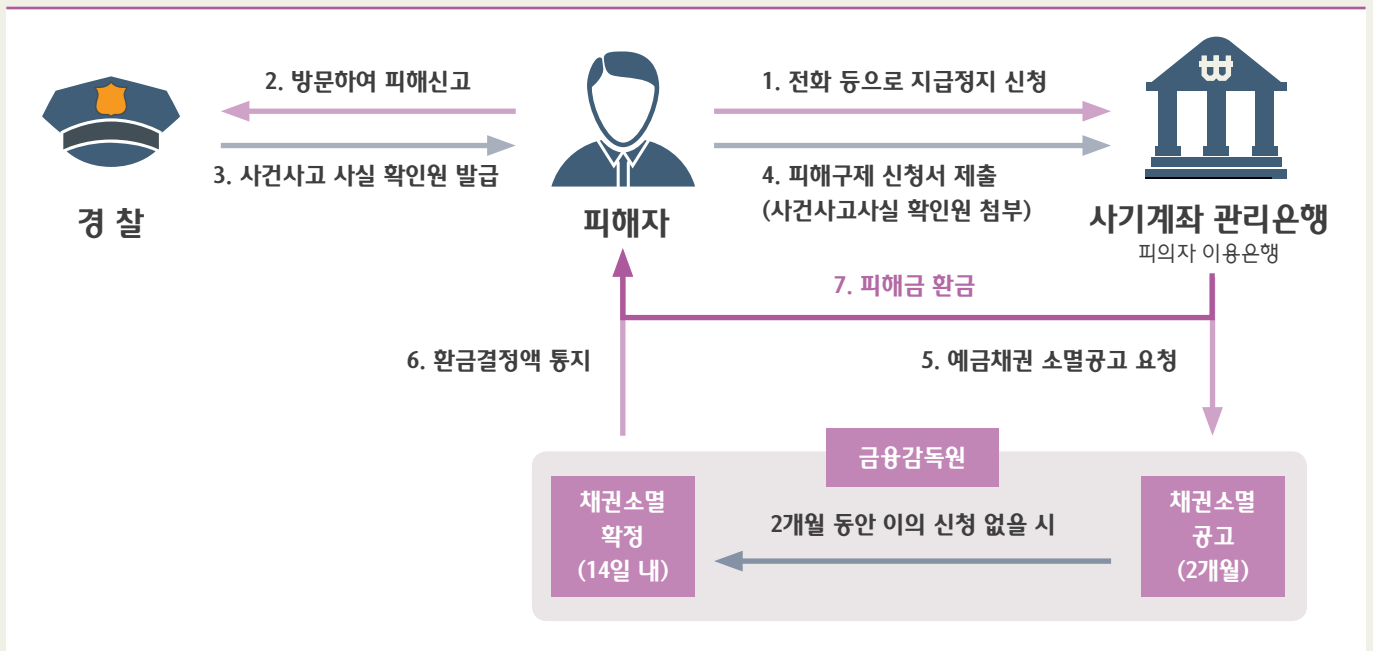 2. 방문하여 피해신고
1. 전화 등으로 지급정지 신청
3. 사건사고 사실 확인원 발급
4. 피해구제 신청서 제출
(사건사고사실 확인원 첨부)
경 찰
피해자
사기계좌 관리은행
피의자 이용은행
7. 피해금 환금
6. 환금결정액 통지
5. 예금채권 소멸공고 요청
금융감독원
채권소멸
확정
(14일 내)
2개월 동안 이의 신청 없을 시
채권소멸
공고
(2개월)